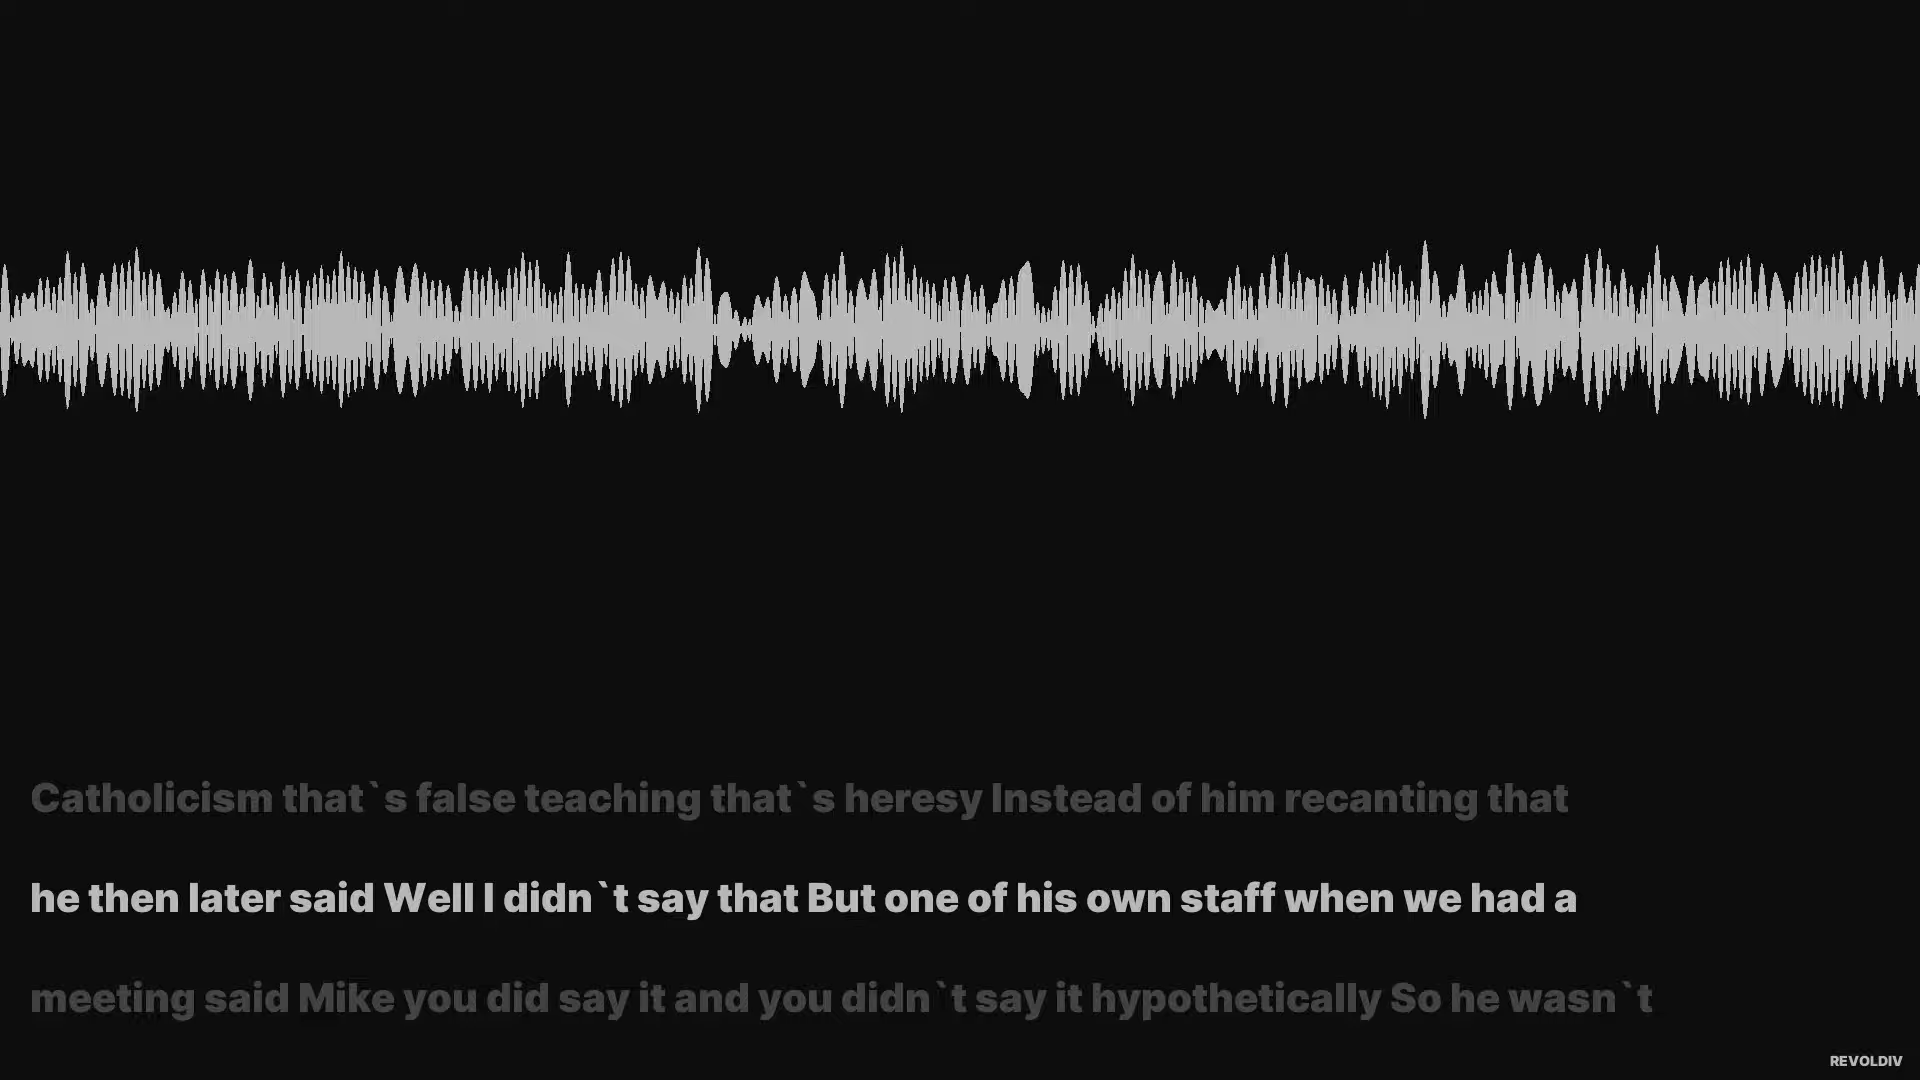 Catholicism that`s false teaching that`s heresy Instead of him recanting that
he then later said Well I didn`t say that But one of his own staff when we had a
meeting said Mike you did say it and you didn`t say it hypothetically So he wasn`t
REVOLDIV